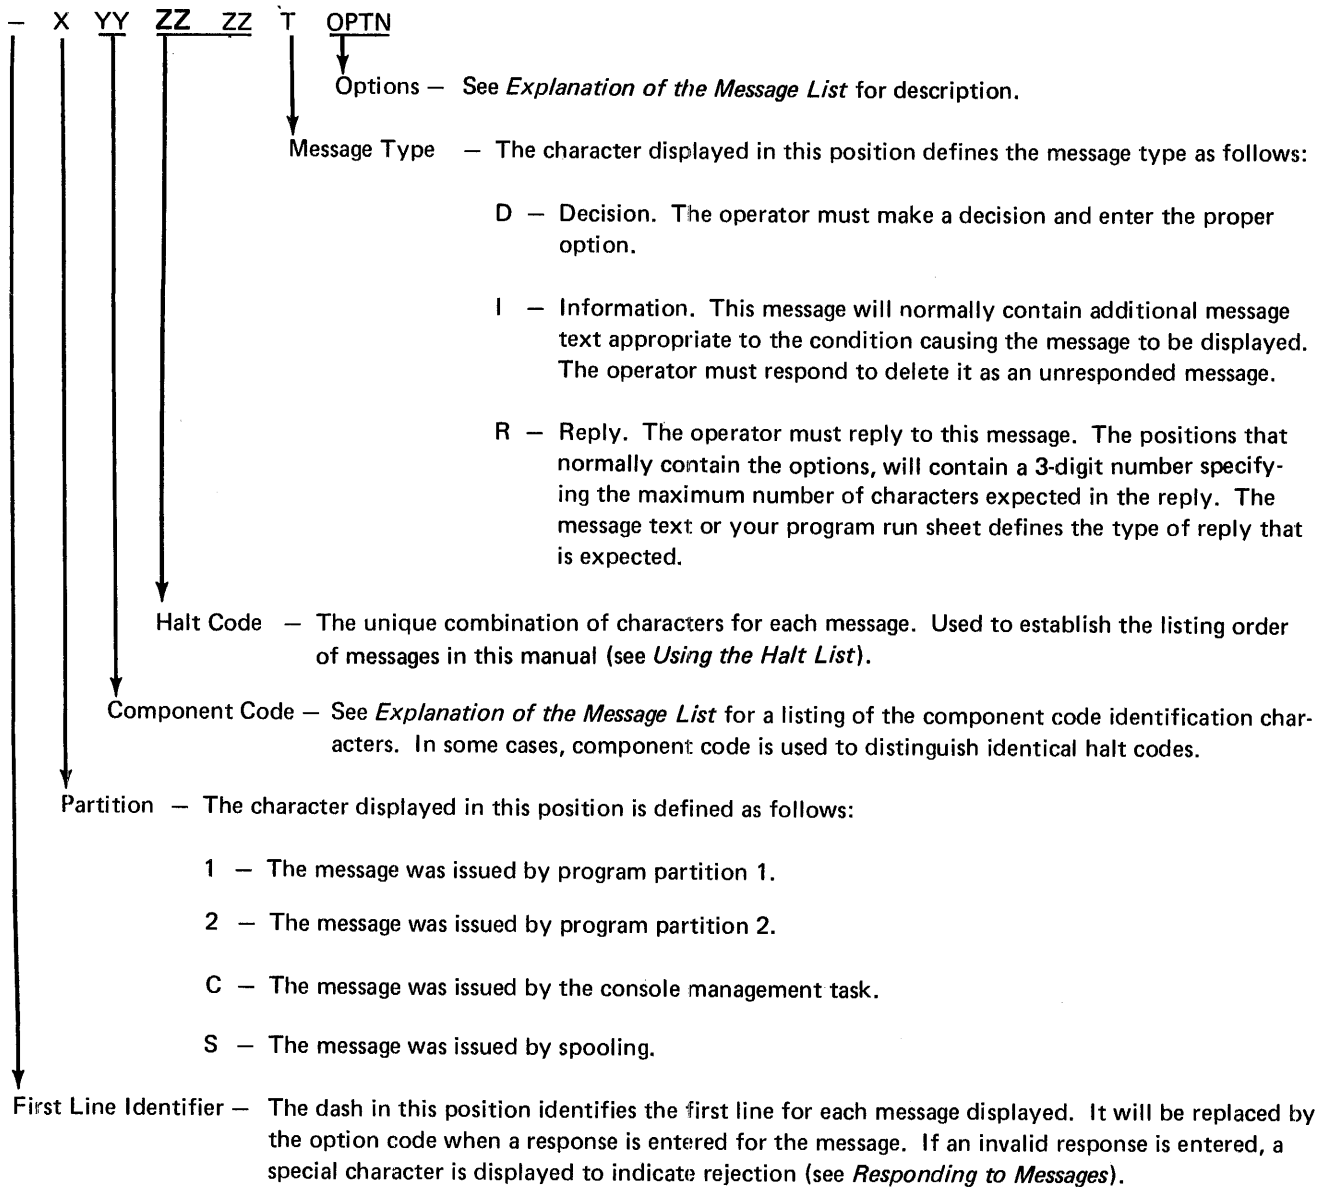 – X YY ZZ ZZ T OPTN
Options – See Explanation of the Message List for description.
Message Type – The character displayed in this position defines the message type as follows:
D – Decision. The operator must make a decision and enter the proper
option.
I – Information. This message will normally contain additional message
text appropriate to the condition causing the message to be displayed.
The operator must respond to delete it as an unresponded message.
R – Reply. The operator must reply to this message. The positions that
normally contain the options, will contain a 3-digit number specify-
ing the maximum number of characters expected in the reply. The
message text or your program run sheet defines the type of reply that
is expected.
Halt Code – The unique combination of characters for each message. Used to establish the listing order
of messages in this manual (see Using the Halt List).
Component Code – See Explanation of the Message List for a listing of the component code identification char-
acters. In some cases, component code is used to distinguish identical halt codes.
Partition – The character displayed in this position is defined as follows:
1 – The message was issued by program partition 1.
2 – The message was issued by program partition 2.
C – The message was issued by the console management task.
S – The message was issued by spooling.
First Line Identifier – The dash in this position identifies the first line for each message displayed. It will be replaced by
the option code when a response is entered for the message. If an invalid response is entered, a
special character is displayed to indicate rejection (see Responding to Messages).